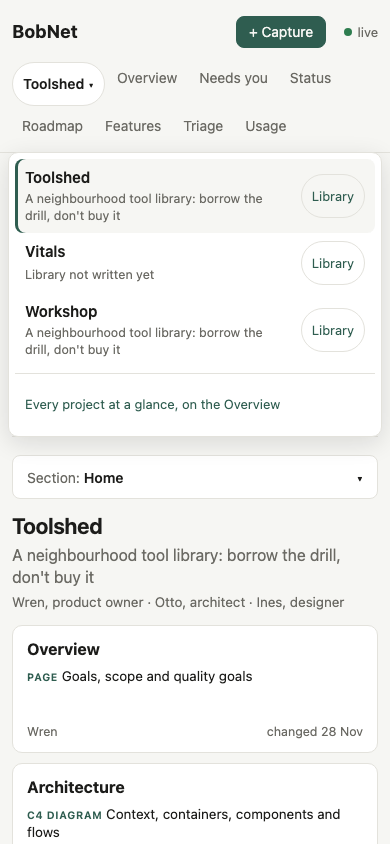 BobNet
+ Capture
live
Toolshed ▾
Overview
Needs you
Status
Roadmap
Features
Triage
Usage
Toolshed
A neighbourhood tool library: borrow the
drill, don't buy it
Library
Vitals
Library not written yet
Library
Workshop
A neighbourhood tool library: borrow the
drill, don't buy it
Library
Every project at a glance, on the Overview
Section: Home ▾
Toolshed
A neighbourhood tool library: borrow the drill,
don't buy it
Wren, product owner · Otto, architect · Ines, designer
Overview
PAGE Goals, scope and quality goals
Wren
changed 28 Nov
Architecture
C4 DIAGRAM Context, containers, components and
flows